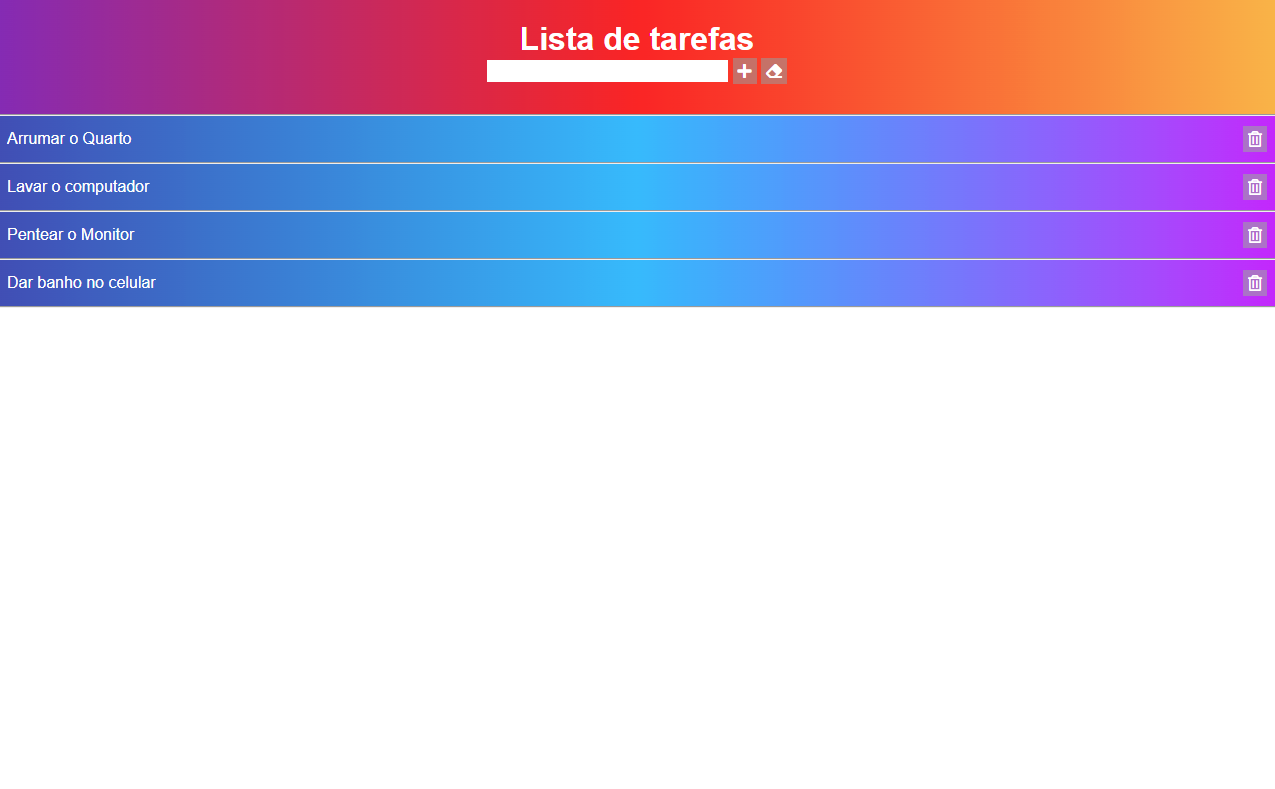 Lista de tarefas
Arrumar o Quarto
Lavar o computador
Pentear o Monitor
Dar banho no celular